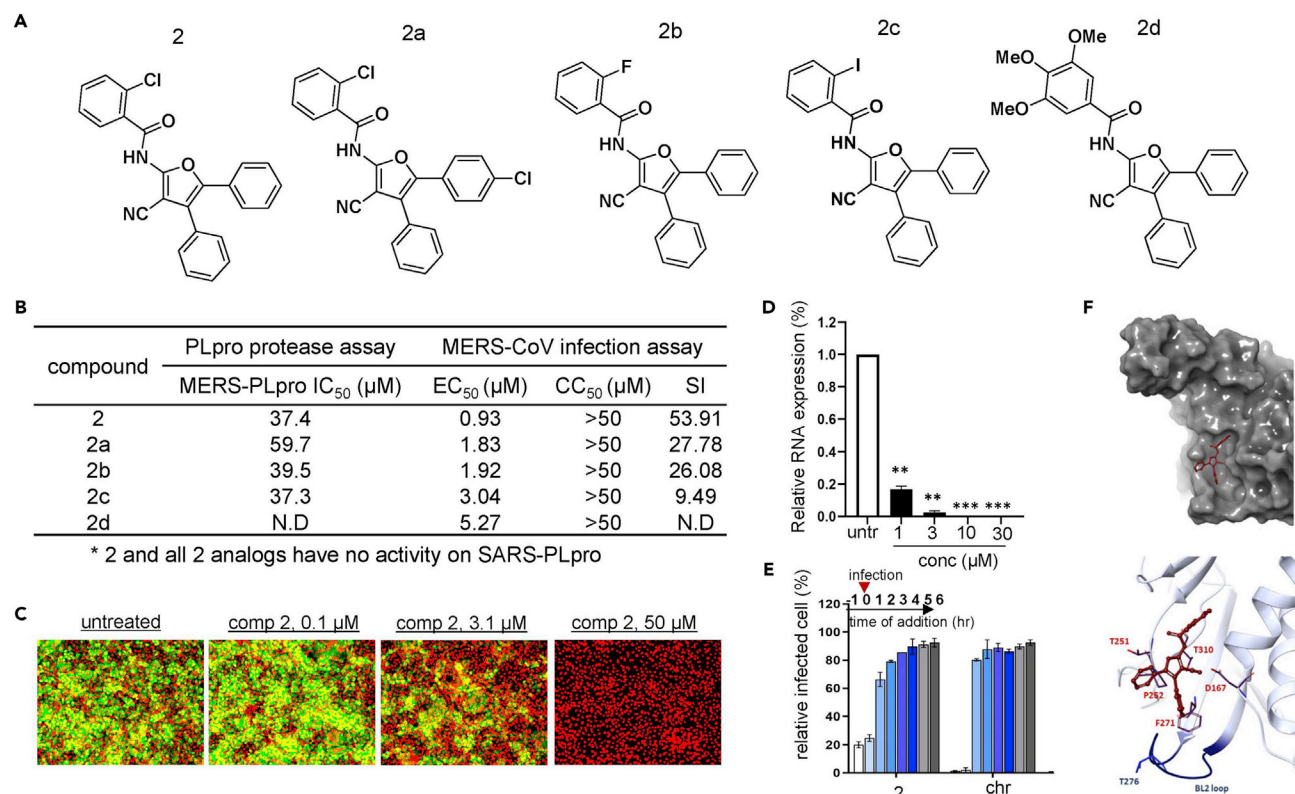 A
2
2a
2b
2c
2d
Cl
O
HN
O
NC
Cl
O
HN
O
NC
Cl
F
O
HN
O
NC
I
O
HN
O
NC
OMe
MeO
MeO
O
HN
O
NC
B
compound
PLpro protease assay
MERS-CoV infection assay
MERS-PLpro IC50 (µM)
EC50 (µM)
CC50 (µM)
SI
2 37.4 0.93 >50 53.91
2a 59.7 1.83 >50 27.78
2b 39.5 1.92 >50 26.08
2c 37.3 3.04 >50 9.49
2d N.D 5.27 >50 N.D
* 2 and all 2 analogs have no activity on SARS-PLpro
C
untreated
comp 2, 0.1 µM
comp 2, 3.1 µM
comp 2, 50 µM
D
Relative RNA expression (%)
1.2
1.0
0.8
0.6
0.4
0.2
0.0
** ** *** ***
untr 1 3 10 30
conc (µM)
E
relative infected cell (%)
120
100
80
60
40
20
0
infection
-1 0 1 2 3 4 5 6
time of addition (hr)
2 chr
F
T251
T310
P252
D167
F271
T276
BL2 loop